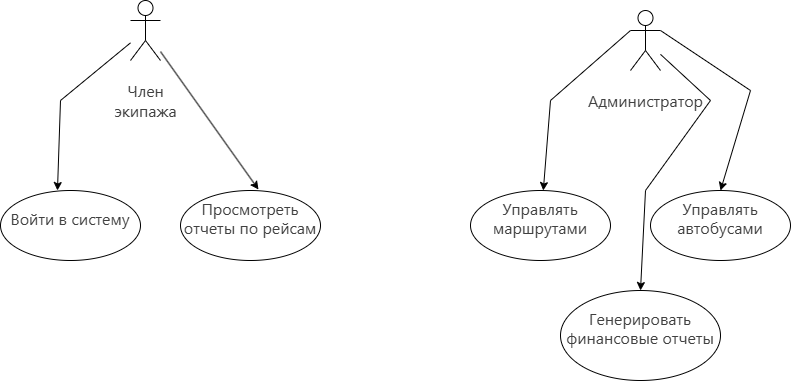 Член
экипажа
Администратор
Войти в систему
Просмотреть
отчеты по рейсам
Управлять
маршрутами
Управлять
автобусами
Генерировать
финансовые отчеты